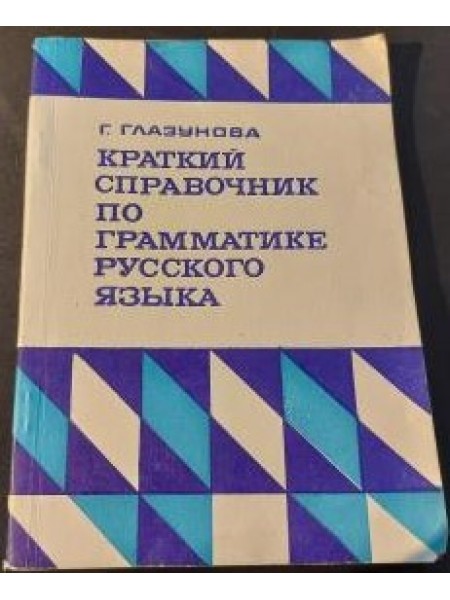 Г. ГЛАЗУНОВА
КРАТКИЙ
СПРАВОЧНИК
ПО
ГРАММАТИКЕ
РУССКОГО
ЯЗЫКА